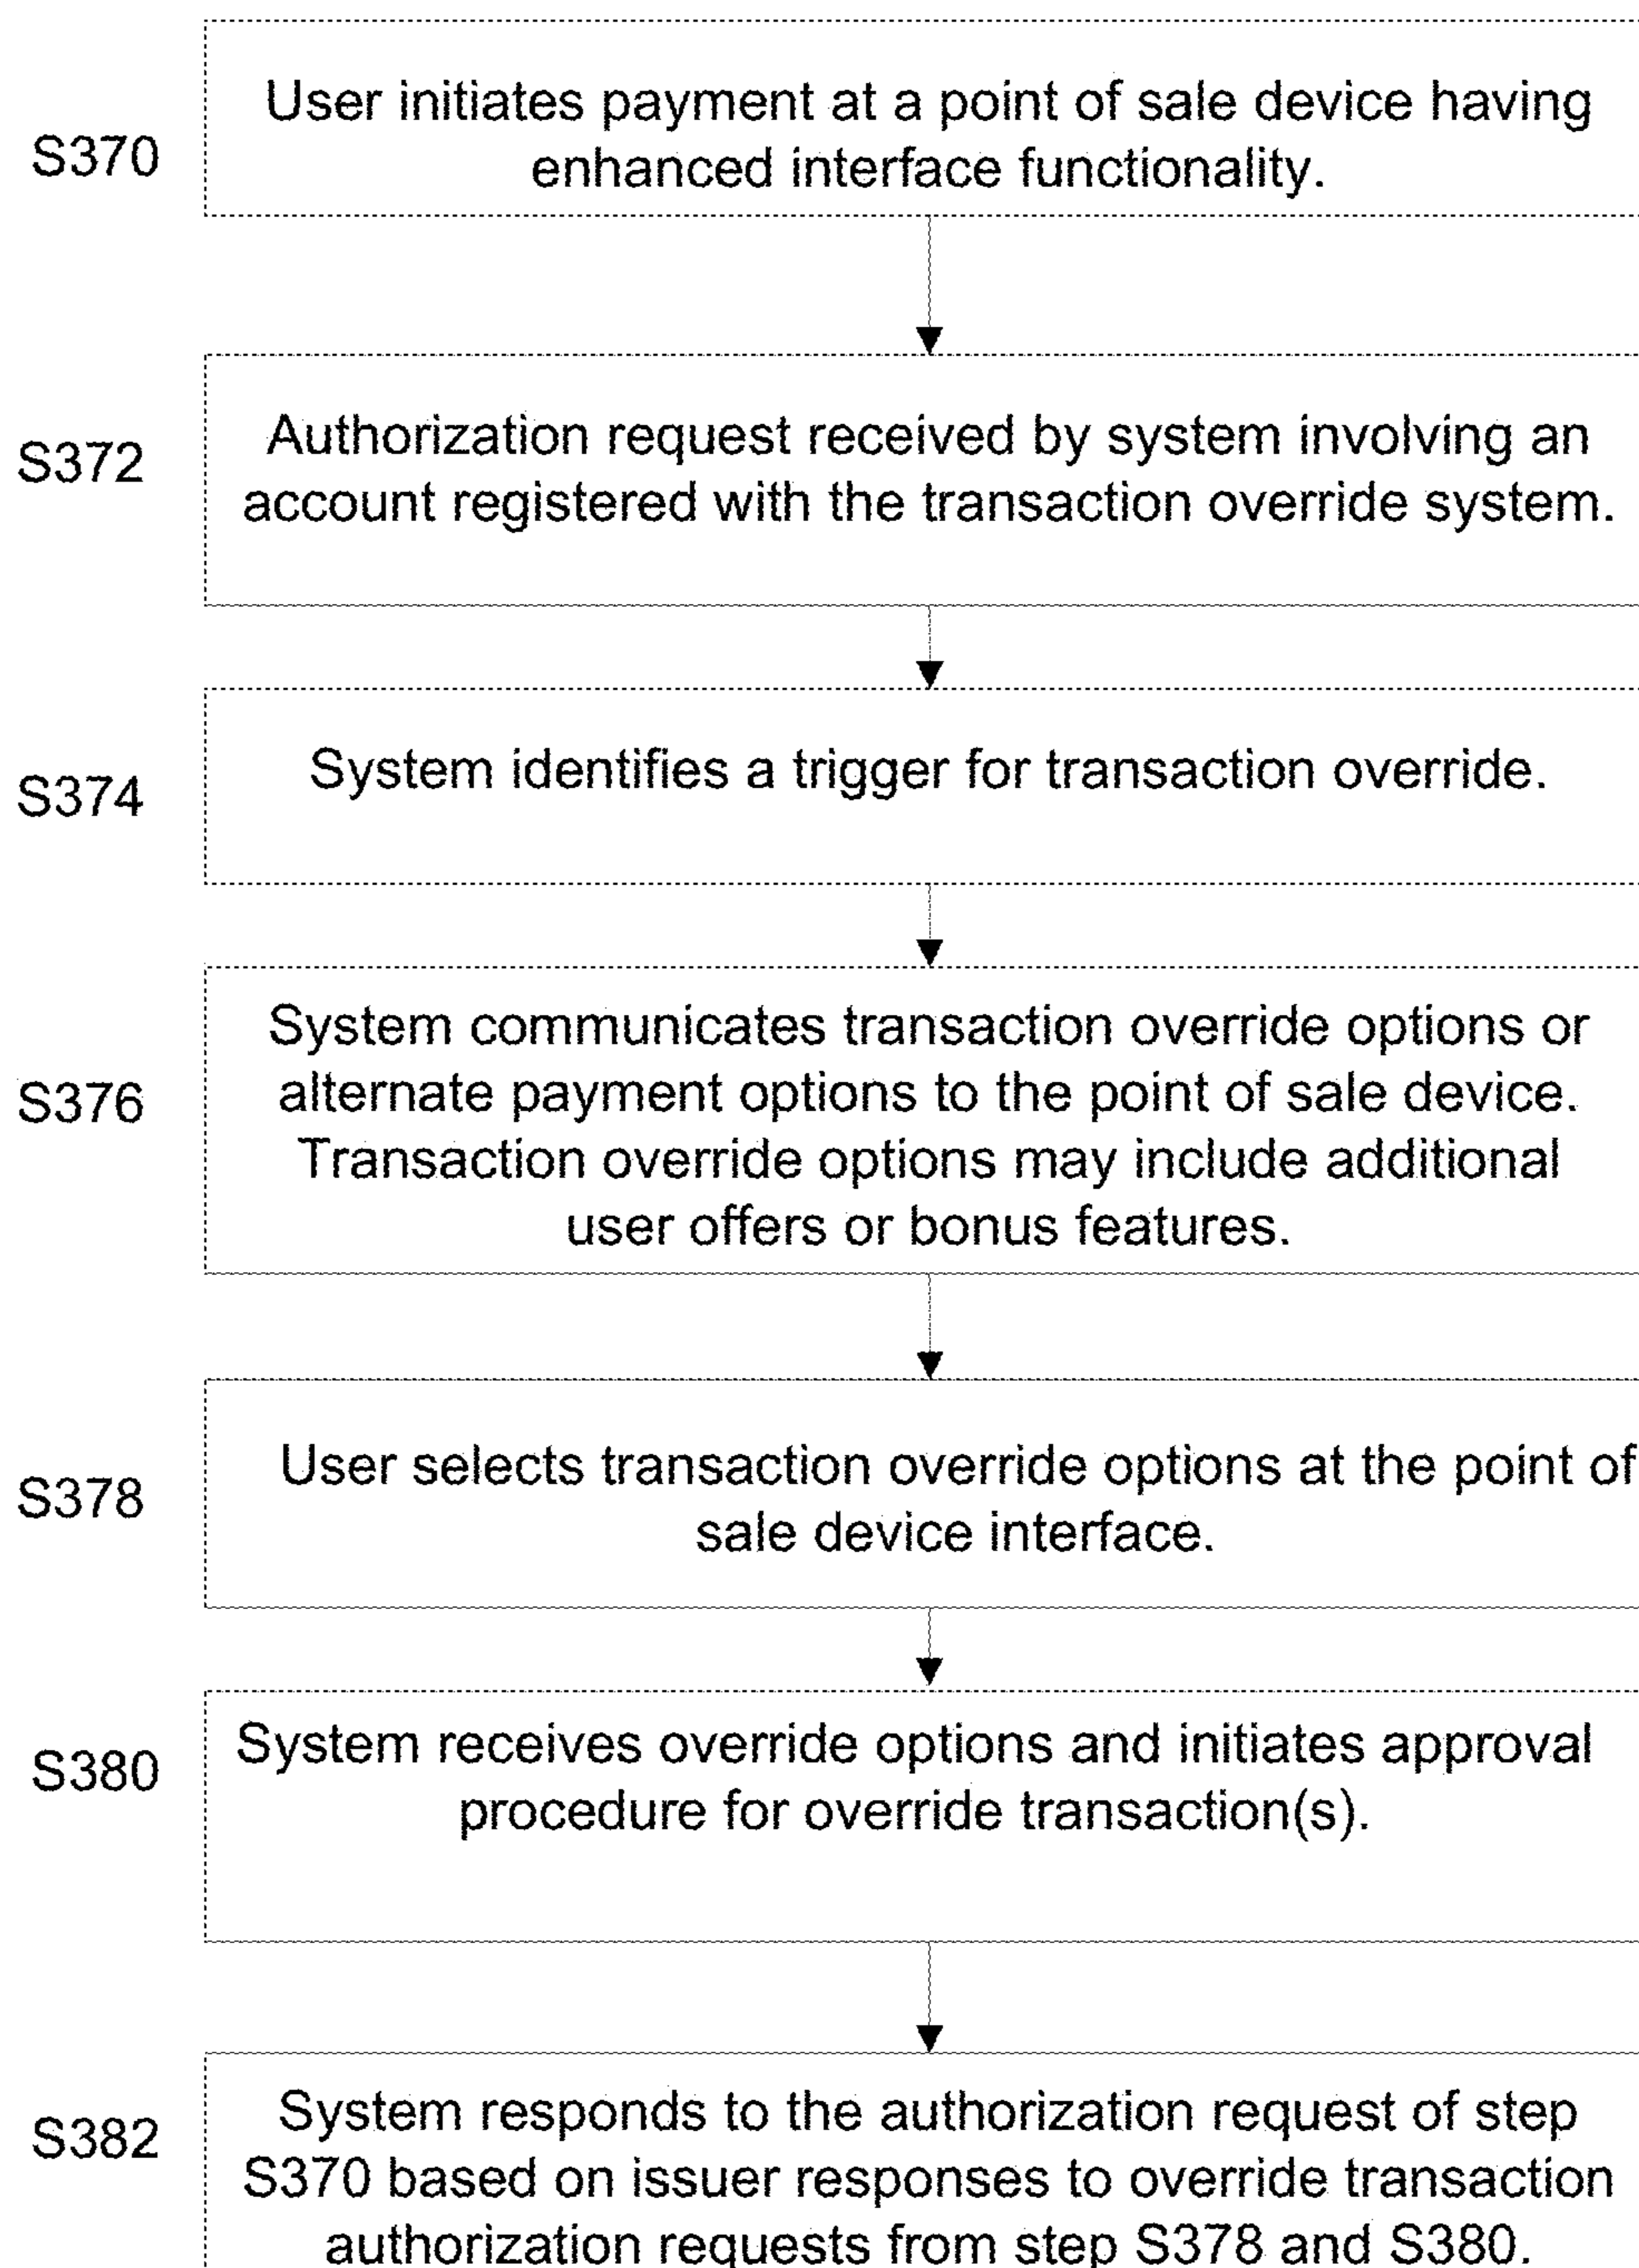 User initiates payment at a point of sale device having
enhanced interface functionality.
S370
Authorization request received by system involving an
account registered with the transaction override system.
S372
System identifies a trigger for transaction override.
S374
System communicates transaction override options or
alternate payment options to the point of sale device.
Transaction override options may include additional
user offers or bonus features.
S376
User selects transaction override options at the point of
sale device interface.
S378
System receives override options and initiates approval
procedure for override transaction(s).
S380
System responds to the authorization request of step
S370 based on issuer responses to override transaction
authorization requests from step S378 and S380.
S382